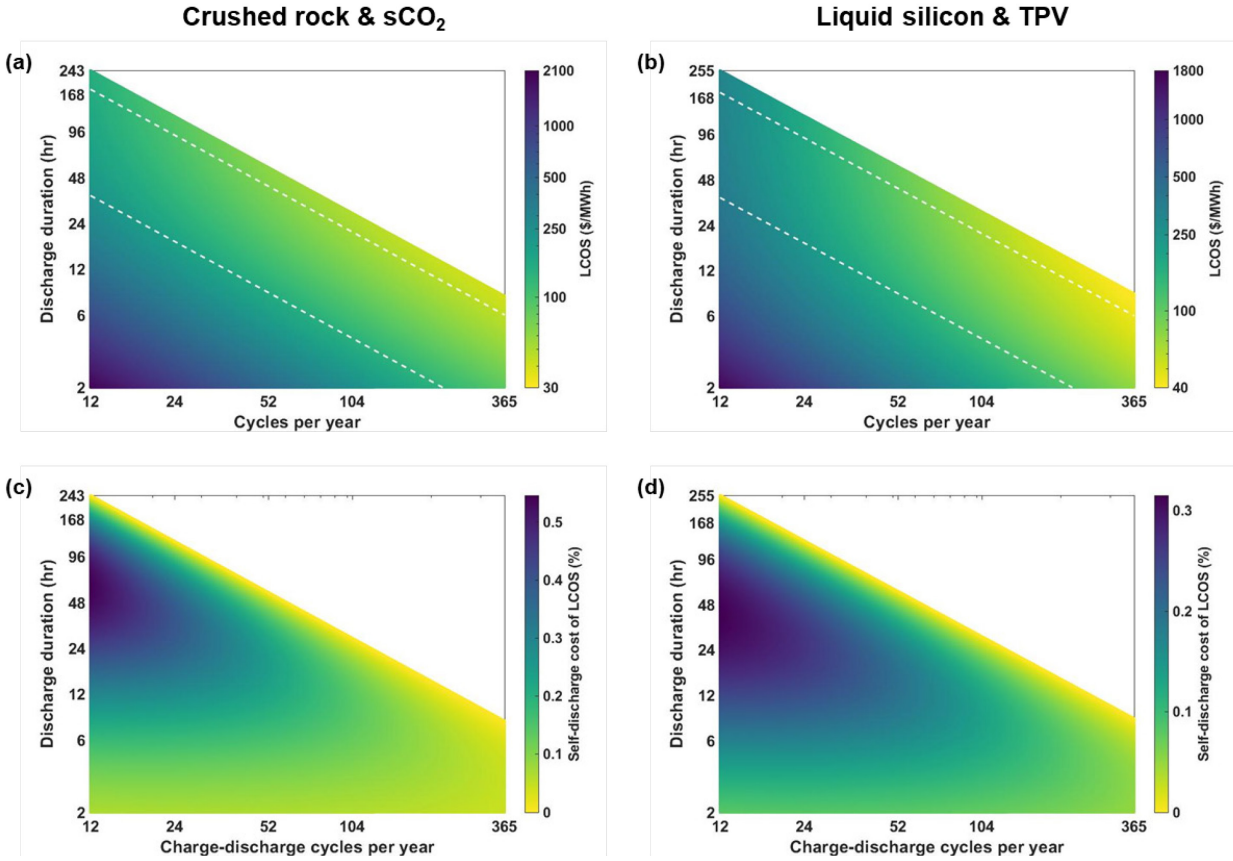 Crushed rock & sCO₂
Liquid silicon & TPV
(a)
243
168
96
48
24
12
6
2
Discharge duration (hr)
12 24 52 104 365
Cycles per year
2100
1000
500
250
100
30
LCOS ($/MWh)
(b)
255
168
96
48
24
12
6
2
Discharge duration (hr)
12 24 52 104 365
Cycles per year
1800
1000
500
250
100
40
LCOS ($/MWh)
(c)
243
168
96
48
24
12
6
2
Discharge duration (hr)
12 24 52 104 365
Charge-discharge cycles per year
0.5
0.4
0.3
0.2
0.1
0
Self-discharge cost of LCOS (%)
(d)
255
168
96
48
24
12
6
2
Discharge duration (hr)
12 24 52 104 365
Charge-discharge cycles per year
0.3
0.2
0.1
0
Self-discharge cost of LCOS (%)